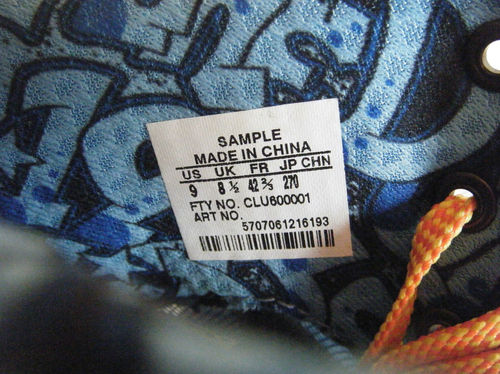 SAMPLE
MADE IN CHINA
US UK FR JP CHN
9 8 ½ 42 ⅔ 270
FTY NO. CLU600001
ART NO.
5707061216193